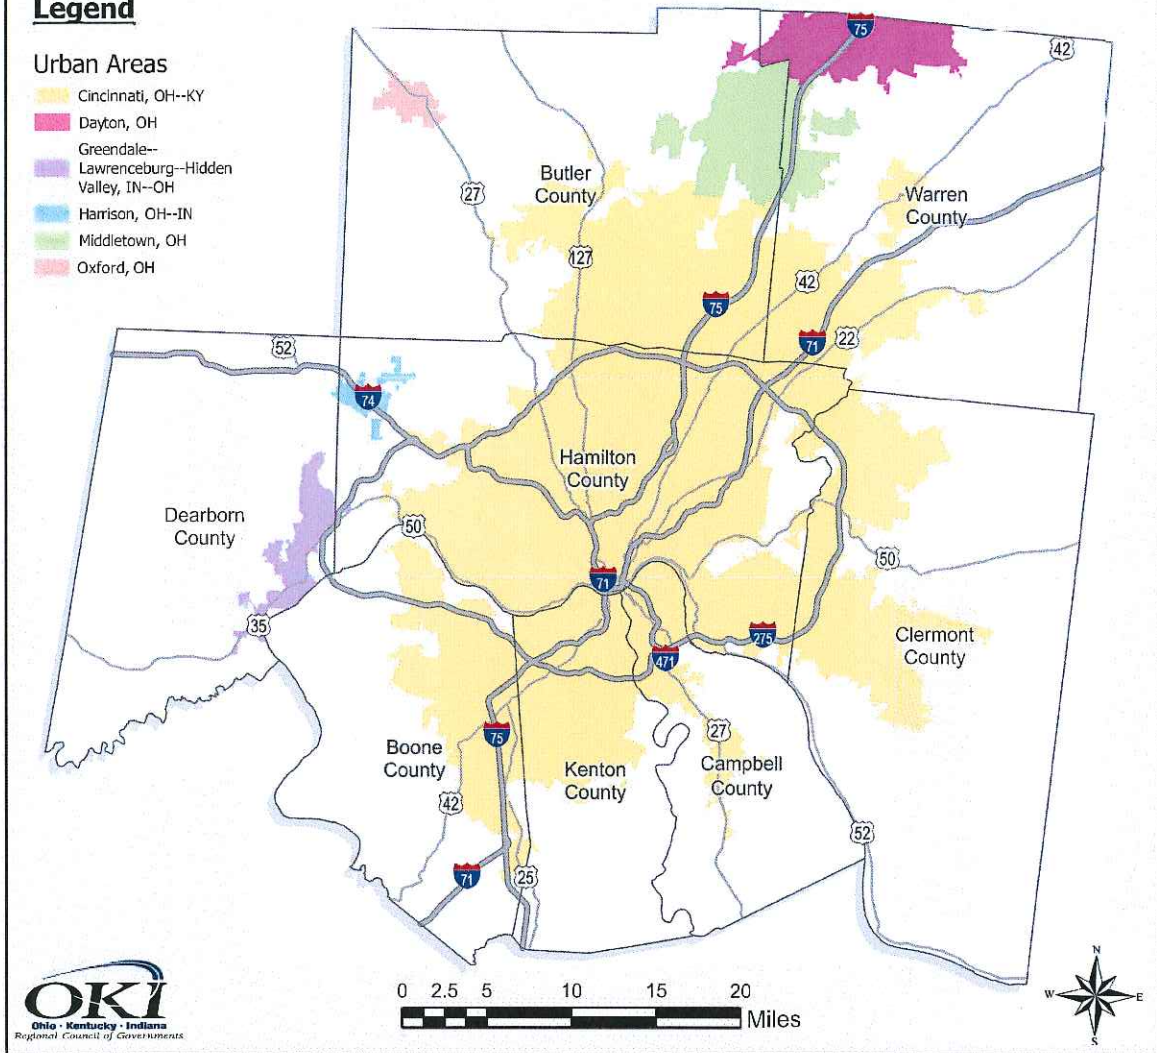 Legend
Urban Areas
Cincinnati, OH--KY
Dayton, OH
Greendale--
Lawrenceburg--Hidden
Valley, IN--OH
Harrison, OH--IN
Middletown, OH
Oxford, OH
75
42
27
Butler
County
Warren
County
127
42
75
71
22
52
74
Hamilton
County
Dearborn
County
50
50
71
35
275
471
Clermont
County
75
27
Boone
County
Kenton
County
Campbell
County
42
52
71
25
OKI
Ohio · Kentucky · Indiana
Regional Council of Governments
0 2.5 5 10 15 20
Miles
N
W E
S